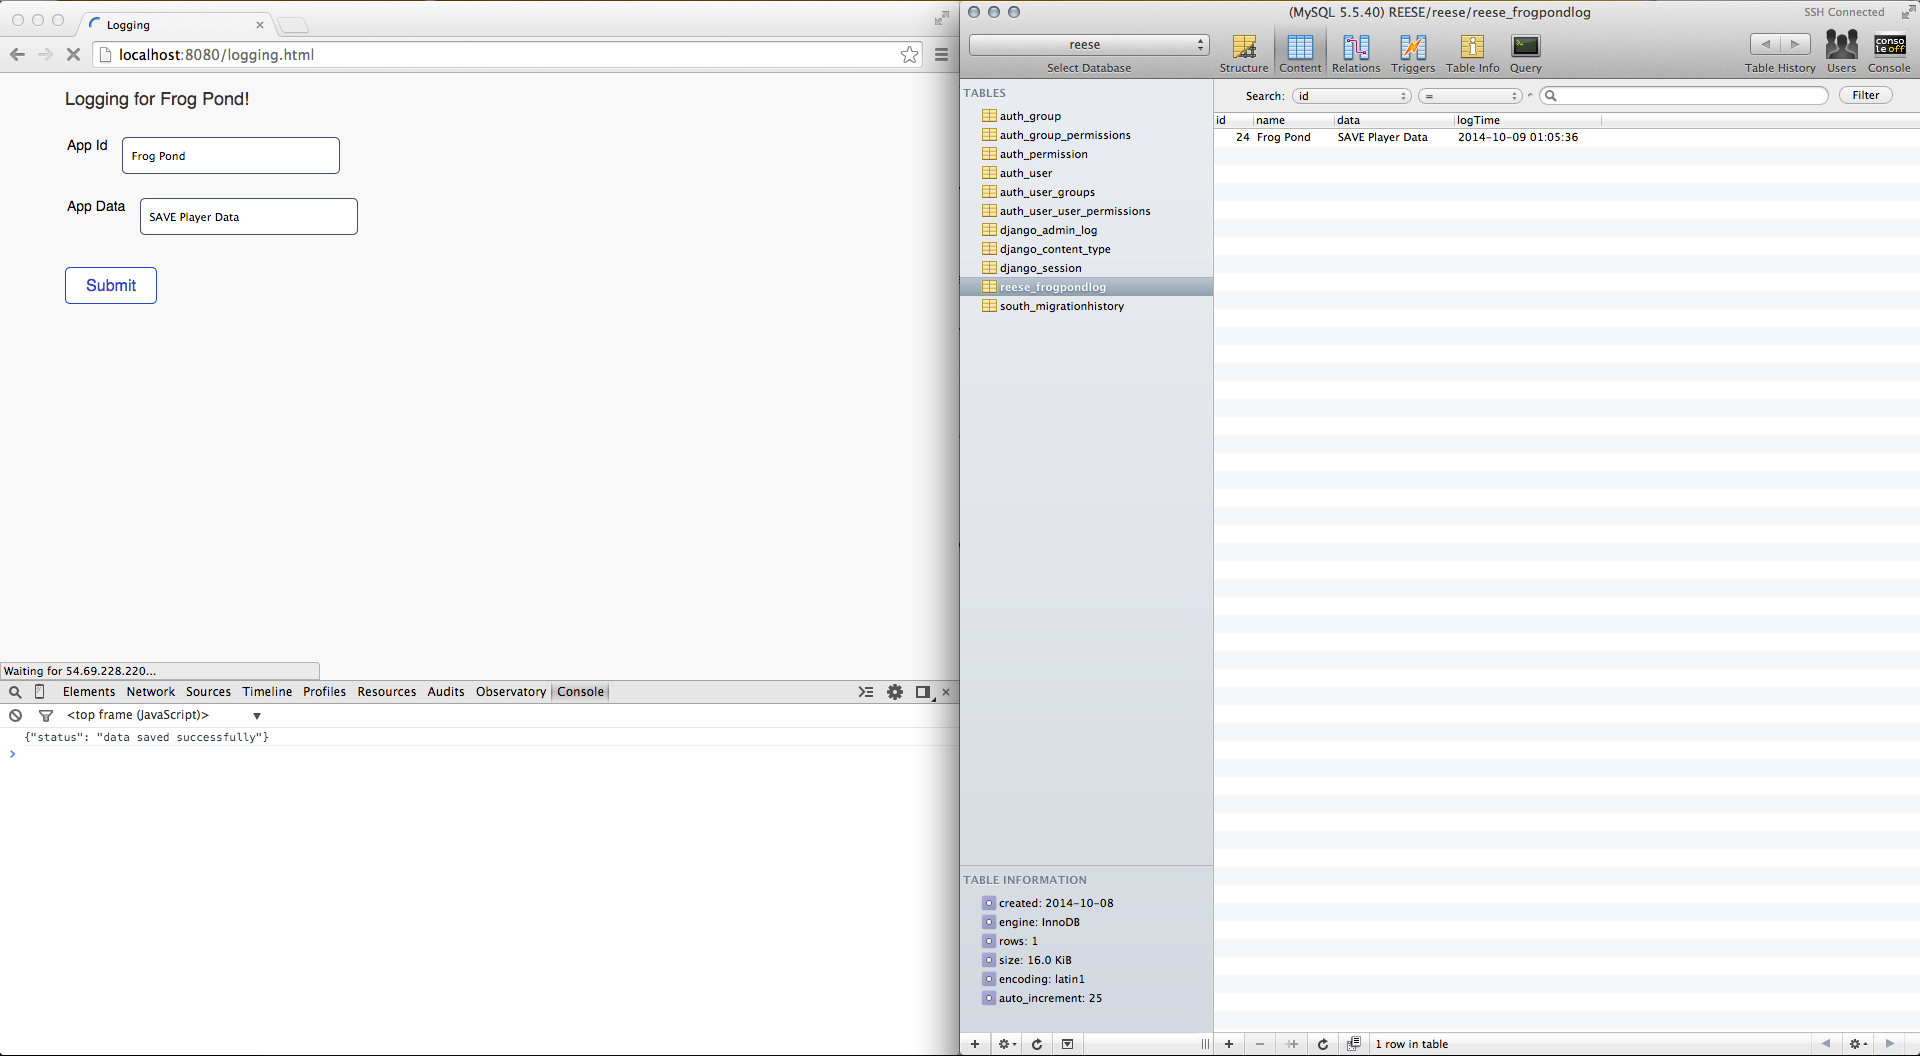 Logging
localhost:8080/logging.html
Logging for Frog Pond!
App Id
Frog Pond
App Data
SAVE Player Data
Submit
Waiting for 54.69.228.220...
Elements Network Sources Timeline Profiles Resources Audits Observatory Console
<top frame (JavaScript)>
{"status": "data saved successfully"}
(MySQL 5.5.40) REESE/reese/reese_frogpondlog
SSH Connected
reese
Select Database
Structure Content Relations Triggers Table Info Query
Table History Users Console
conso
le off
TABLES
auth_group
auth_group_permissions
auth_permission
auth_user
auth_user_groups
auth_user_user_permissions
django_admin_log
django_content_type
django_session
reese_frogpondlog
south_migrationhistory
Search: id = Filter
id name data logTime
24 Frog Pond SAVE Player Data 2014-10-09 01:05:36
TABLE INFORMATION
created: 2014-10-08
engine: InnoDB
rows: 1
size: 16.0 KiB
encoding: latin1
auto_increment: 25
1 row in table